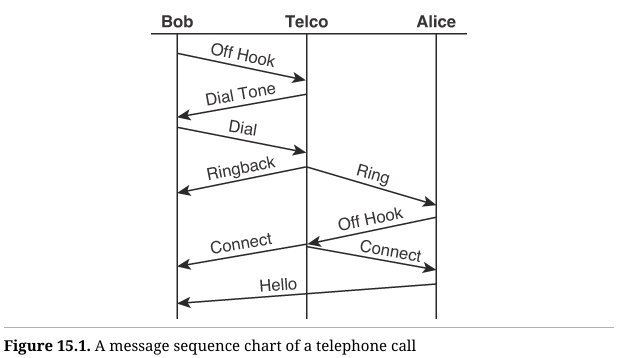 Bob Telco Alice
Off Hook
Dial Tone
Dial
Ringback Ring
Off Hook
Connect Connect
Hello
Figure 15.1. A message sequence chart of a telephone call